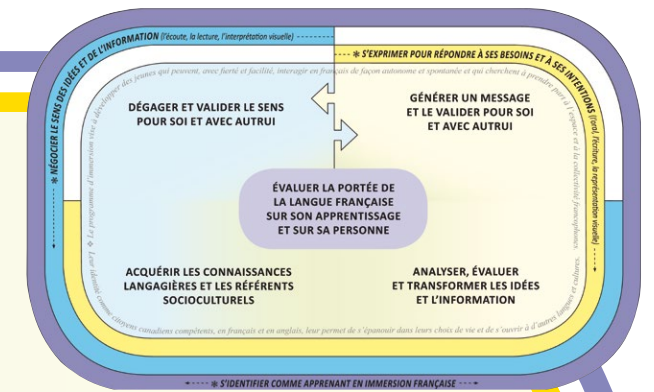 * NÉGOCIER LE SENS DES IDÉES ET DE L'INFORMATION (l'écoute, la lecture, l'interprétation visuelle)
* S'EXPRIMER POUR RÉPONDRE À SES BESOINS ET À SES INTENTIONS (l'oral, l'écriture, la représentation visuelle)
❖ Le programme d'immersion vise à développer des jeunes qui peuvent, avec fierté et facilité, interagir en français de façon autonome et spontanée et qui cherchent à prendre part à l'espace et à la collectivité francophones.
Leur identité comme citoyens canadiens compétents, en français et en anglais, leur permet de s'épanouir dans leurs choix de vie et de s'ouvrir à d'autres langues et cultures.
DÉGAGER ET VALIDER LE SENS
POUR SOI ET AVEC AUTRUI
GÉNÉRER UN MESSAGE
ET LE VALIDER POUR SOI
ET AVEC AUTRUI
ÉVALUER LA PORTÉE DE
LA LANGUE FRANÇAISE
SUR SON APPRENTISSAGE
ET SUR SA PERSONNE
ACQUÉRIR LES CONNAISSANCES
LANGAGIÈRES ET LES RÉFÉRENTS
SOCIOCULTURELS
ANALYSER, ÉVALUER
ET TRANSFORMER LES IDÉES
ET L'INFORMATION
* S'IDENTIFIER COMME APPRENANT EN IMMERSION FRANÇAISE